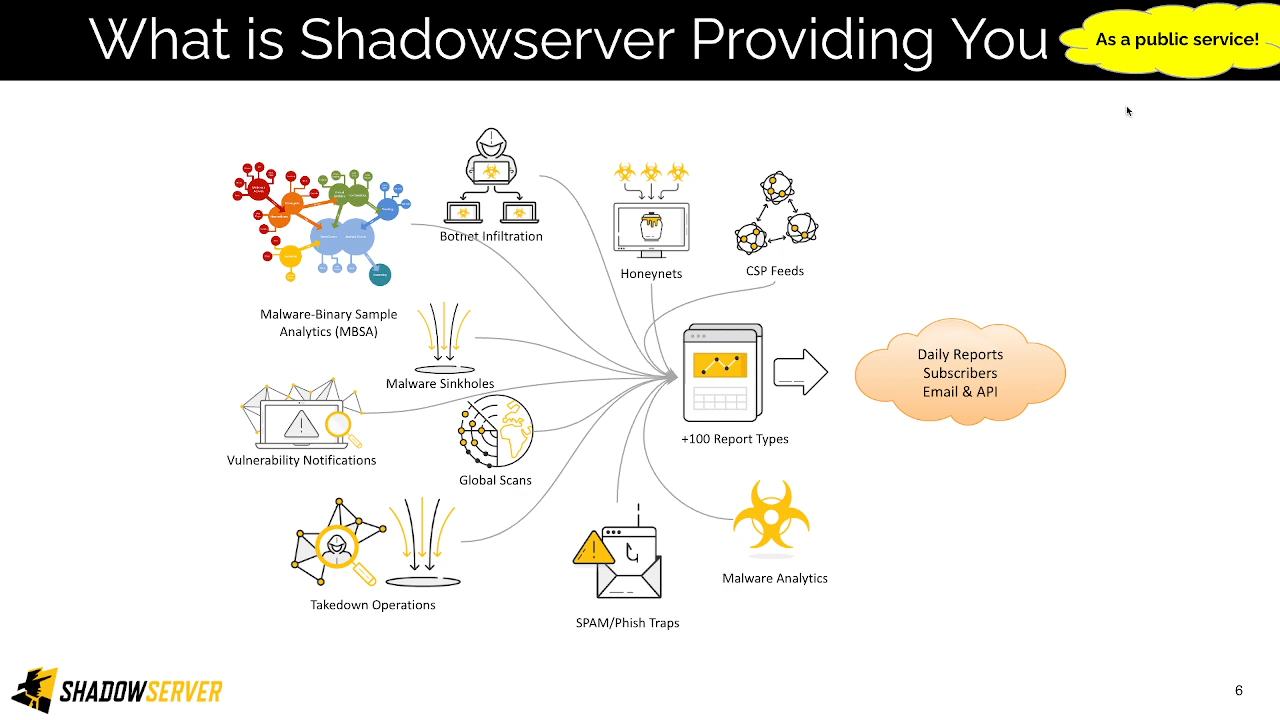 What is Shadowserver Providing You
As a public service!
Botnet Infiltration
Honeynets
CSP Feeds
Malware-Binary Sample
Analytics (MBSA)
Malware Sinkholes
Daily Reports
Subscribers
Email & API
+100 Report Types
Vulnerability Notifications
Global Scans
Malware Analytics
Takedown Operations
SPAM/Phish Traps
SHADOWSERVER
6